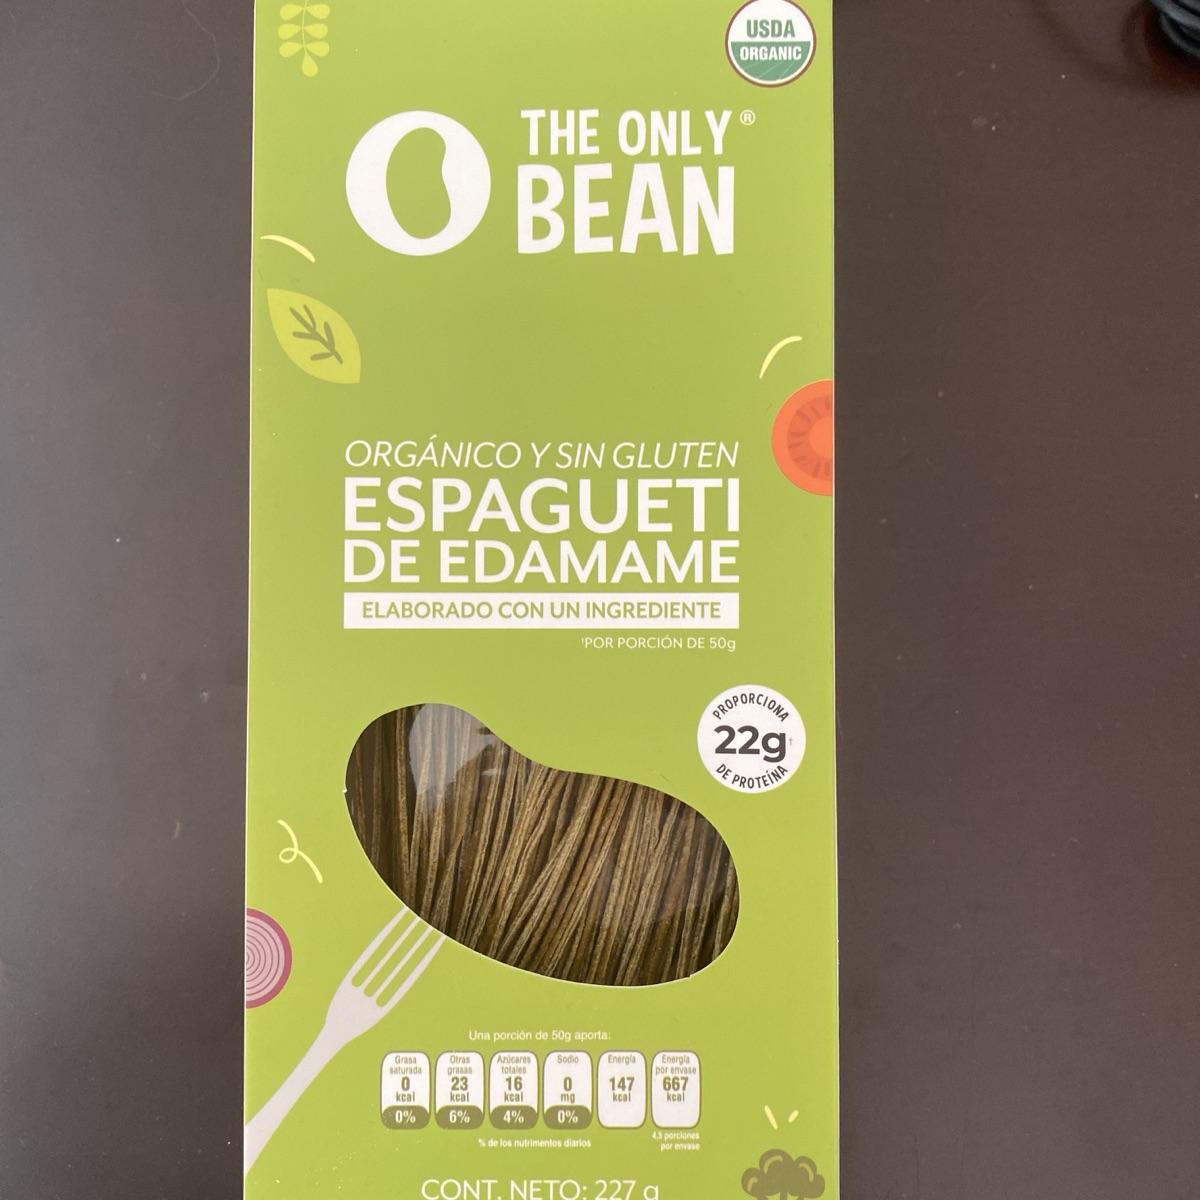 USDA
ORGANIC
THE ONLY®
BEAN
ORGÁNICO Y SIN GLUTEN
ESPAGUETI
DE EDAMAME
ELABORADO CON UN INGREDIENTE
†POR PORCIÓN DE 50g
PROPORCIONA
22g†
DE PROTEÍNA
Una porción de 50g aporta:
Grasa
saturada
0
kcal
0%
Otras
grasas
23
kcal
6%
Azúcares
totales
16
kcal
4%
Sodio
0
mg
0%
Energía
147
kcal
Energía
por envase
667
kcal
% de los nutrimentos diarios
4,5 porciones
por envase
CONT. NETO: 227 g